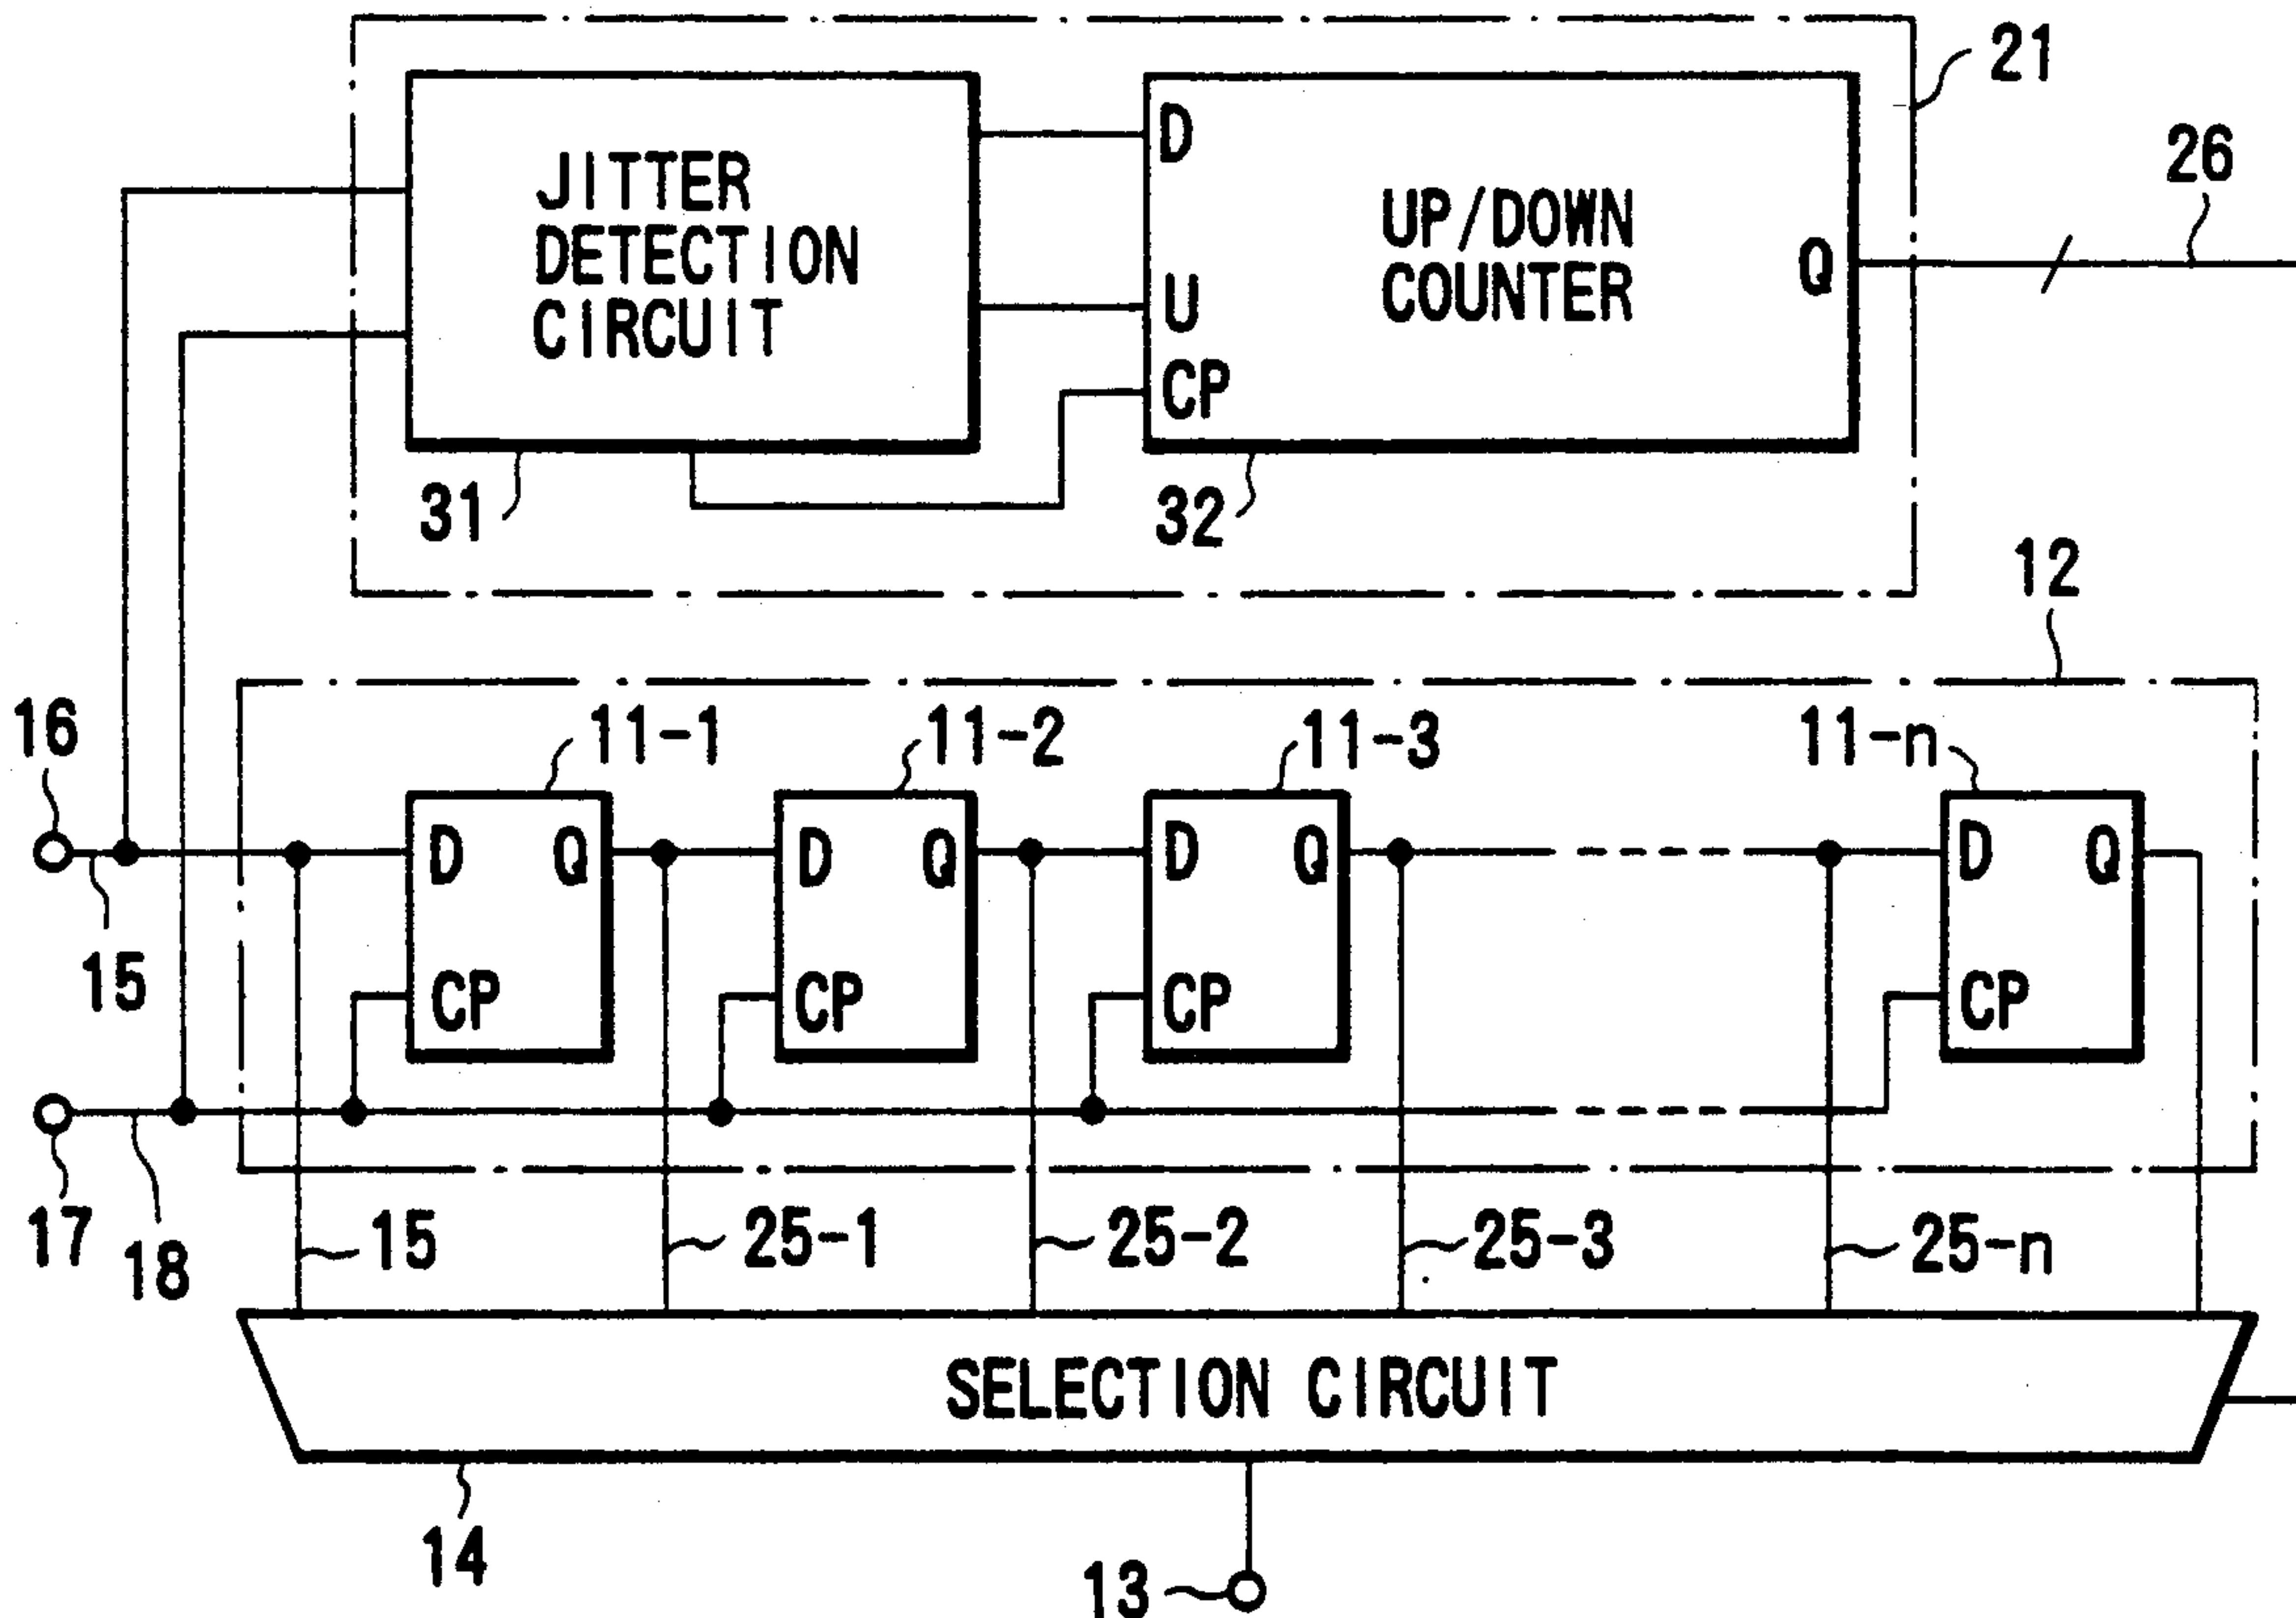 21
JITTER
DETECTION
CIRCUIT
D
U
CP
UP/DOWN
COUNTER
Q
26
31
32
12
16
11-1
11-2
11-3
11-n
D Q
CP
D Q
CP
D Q
CP
D Q
CP
15
17
18
15
25-1
25-2
25-3
25-n
SELECTION CIRCUIT
14
13